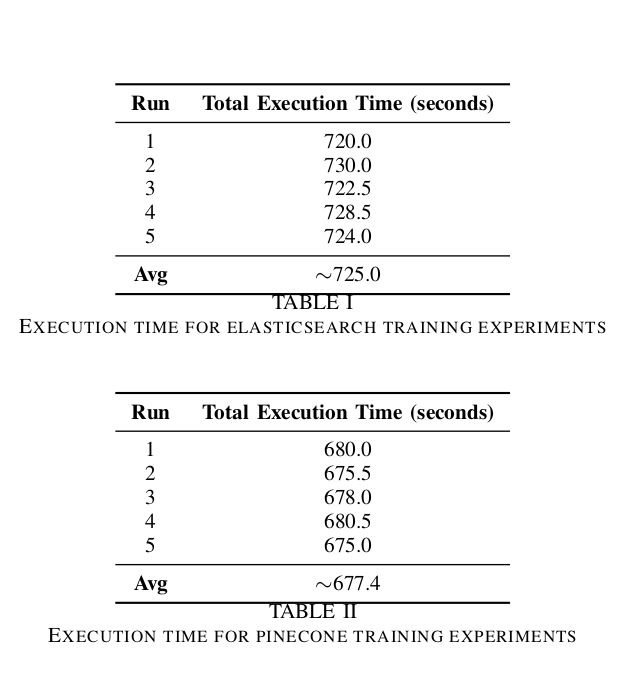 Run Total Execution Time (seconds)
1 720.0
2 730.0
3 722.5
4 728.5
5 724.0
Avg ∼725.0
TABLE I
EXECUTION TIME FOR ELASTICSEARCH TRAINING EXPERIMENTS
Run Total Execution Time (seconds)
1 680.0
2 675.5
3 678.0
4 680.5
5 675.0
Avg ∼677.4
TABLE II
EXECUTION TIME FOR PINECONE TRAINING EXPERIMENTS